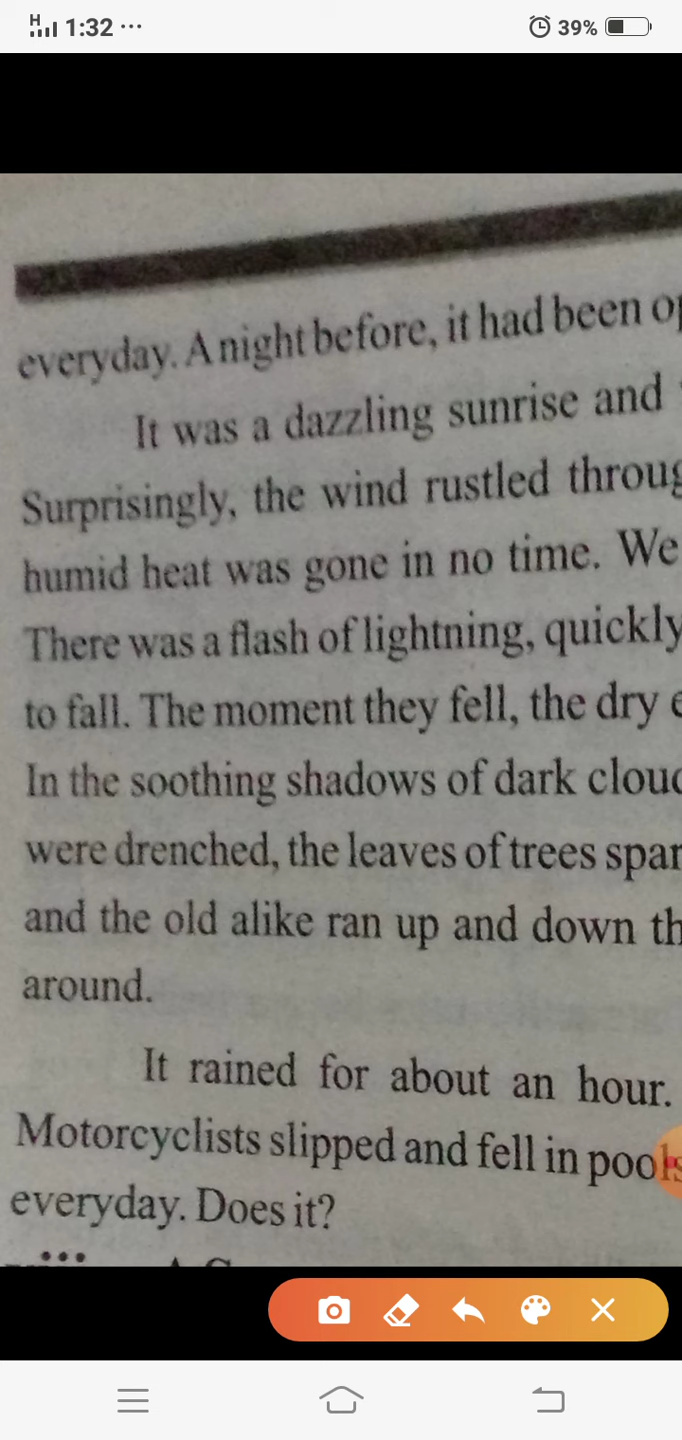 H
1:32 ...
39%
everyday. A night before, it had been
It was a dazzling sunrise and
Surprisingly, the wind rustled
humid heat was gone in no time. We
There was a flash of lightning, quickly
to fall. The moment they fell, the dry
In the soothing shadows of dark
were drenched, the leaves of trees
and the old alike ran up and down
around.
It rained for about an hour.
Motorcyclists slipped and fell in pools
everyday. Does it?